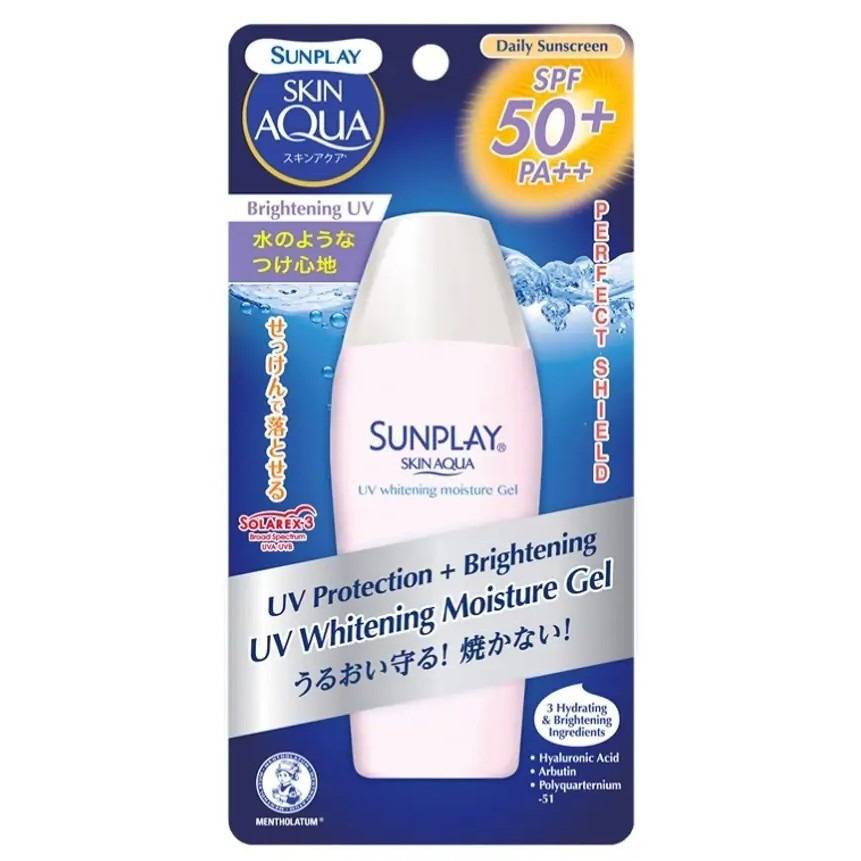 SUNPLAY
SKIN
AQUA
スキンアクア®
Brightening UV
水のような
つけ心地
Daily Sunscreen
SPF
50+
PA++
PERFECT SHIELD
せっけんで落とせる
SOLAREX-3
Broad Spectrum
UVA-UVB
SUNPLAY®
SKIN AQUA
UV whitening moisture Gel
UV Protection + Brightening
UV Whitening Moisture Gel
うるおい守る! 焼かない!
3 Hydrating
& Brightening
Ingredients
• Hyaluronic Acid
• Arbutin
• Polyquarternium
-51
MENTHOLATUM®